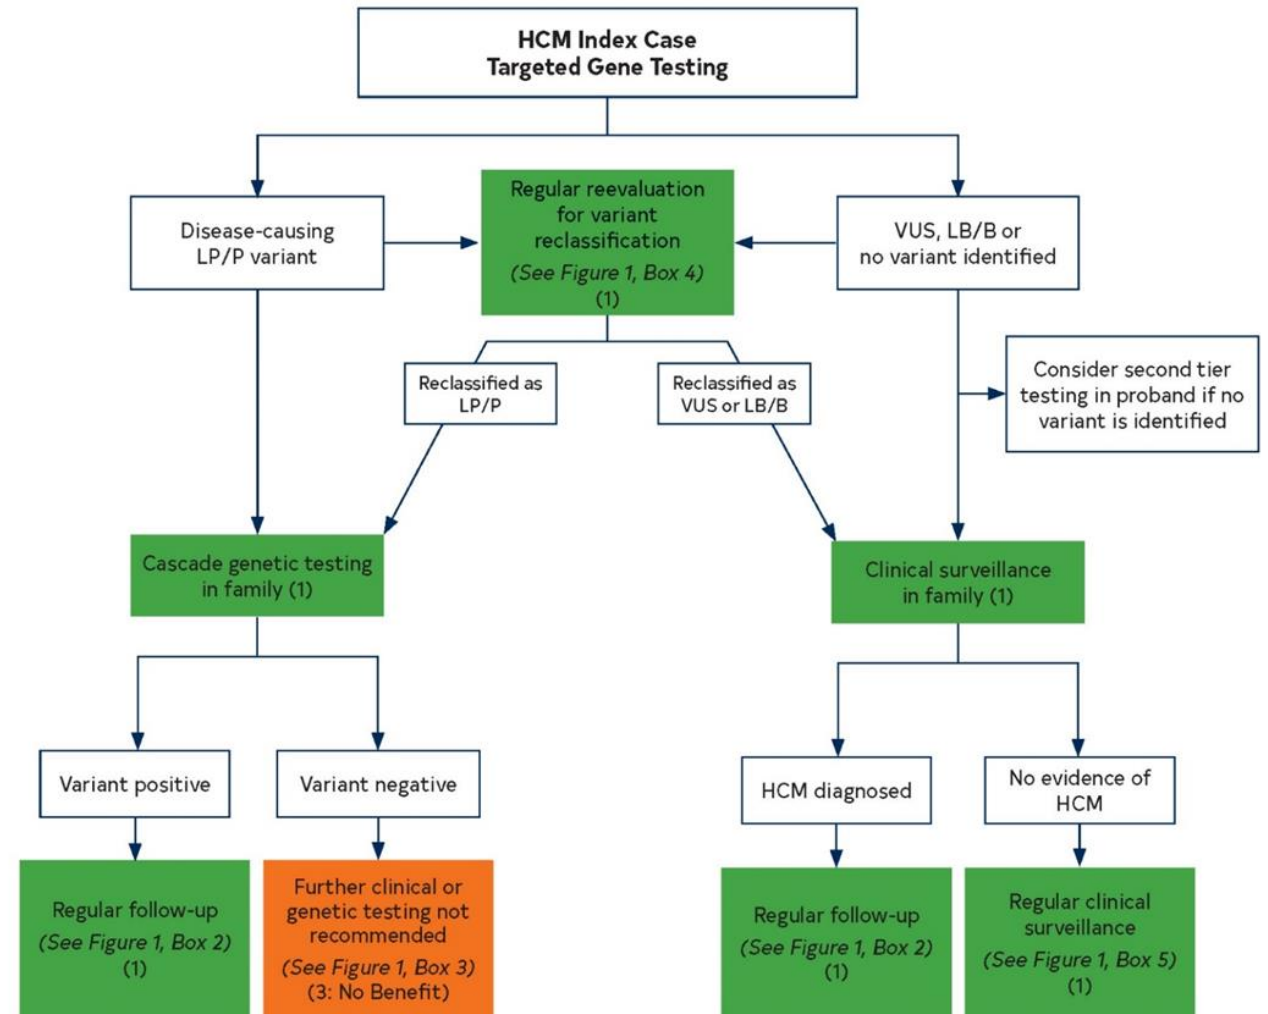 HCM Index Case
Targeted Gene Testing
Disease-causing
LP/P variant
Regular reevaluation
for variant
reclassification
(See Figure 1, Box 4)
(1)
VUS, LB/B or
no variant identified
Consider second tier
testing in proband if no
variant is identified
Reclassified as
LP/P
Reclassified as
VUS or LB/B
Cascade genetic testing
in family (1)
Clinical surveillance
in family (1)
Variant positive
Variant negative
HCM diagnosed
No evidence of
HCM
Regular follow-up
(See Figure 1, Box 2)
(1)
Further clinical or
genetic testing not
recommended
(See Figure 1, Box 3)
(3: No Benefit)
Regular follow-up
(See Figure 1, Box 2)
(1)
Regular clinical
surveillance
(See Figure 1, Box 5)
(1)